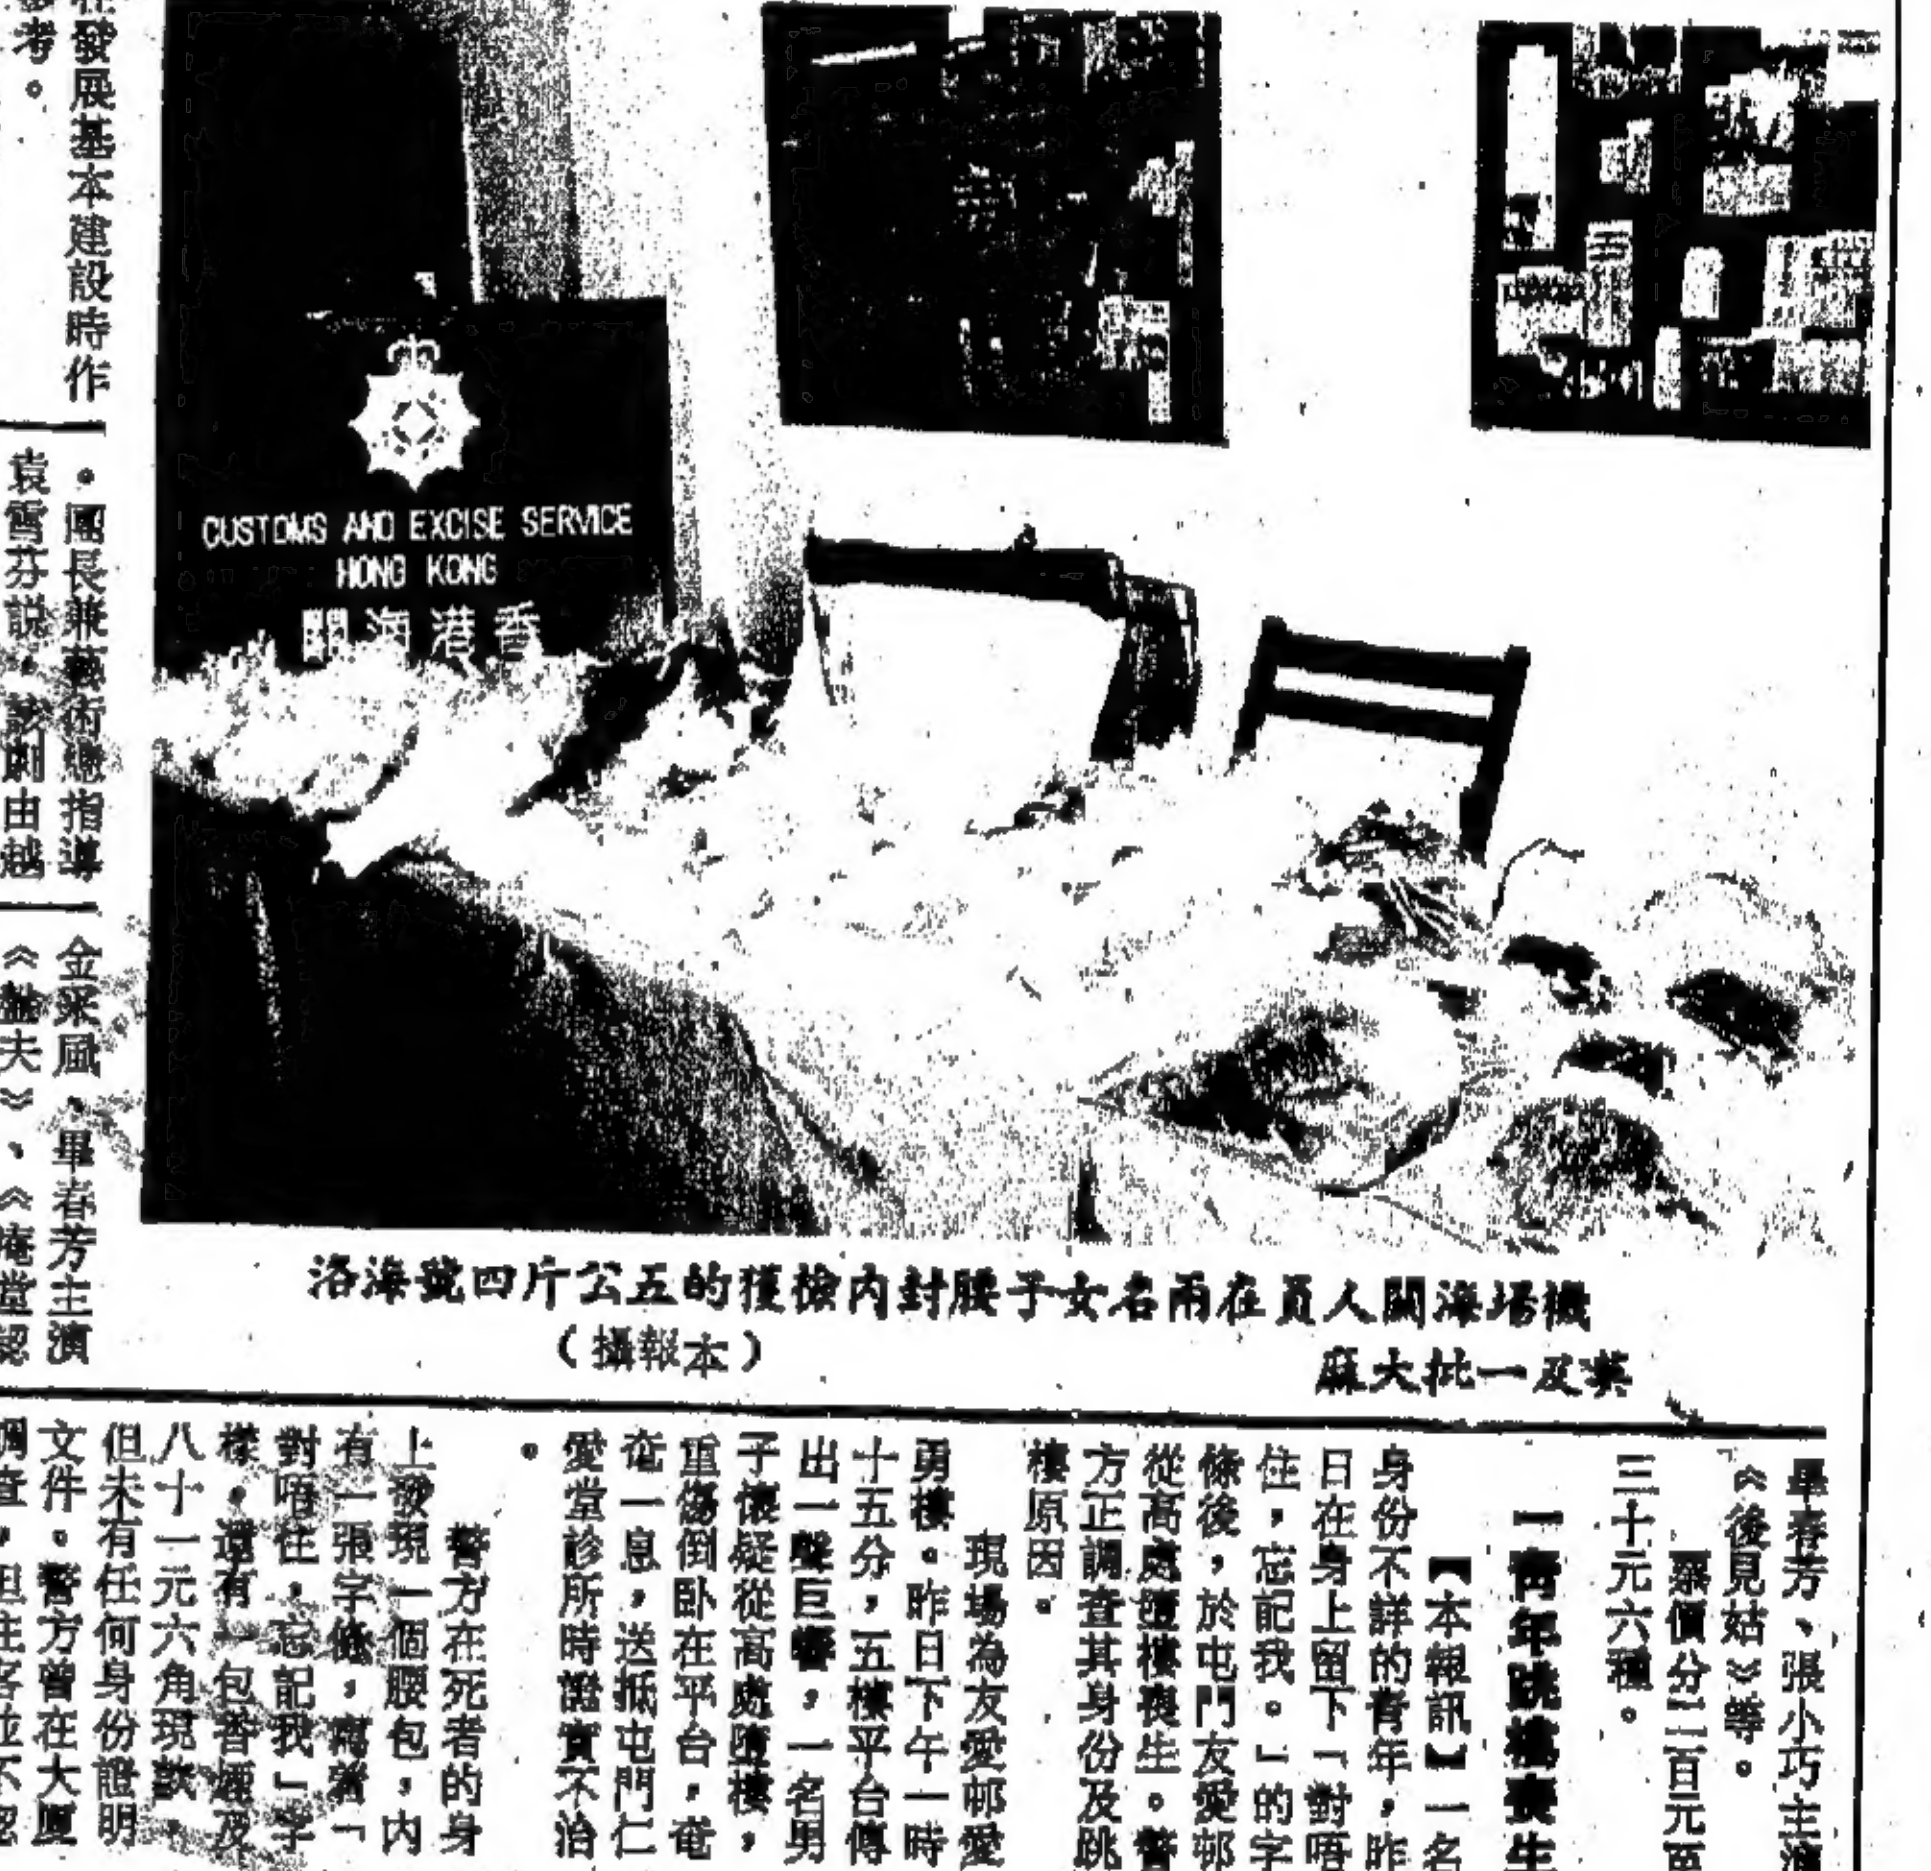 CUSTOMS AND EXCISE SERVICE
HONG KONG
關海港香
洛海號四斤公五的獲檢內封腰子女名兩在員人關海場機
(攝報本)
麻大批一及英
畢春芳、張小巧主演
《後見姑》等。
票價分二百元至
三十元六種。
一青年跳樓喪生
【本報訊】一名
身份不詳的青年,昨
日在身上留下「對唔
住,忘記我。」的字
條後,於屯門友愛邨
從高處墮樓喪生。警
方正調查其身份及跳
樓原因。
現場為友愛邨愛
勇樓。昨日下午一時
十五分,五樓平台傳
出一聲巨響,一名男
子懷疑從高處墮樓,
重傷倒卧在平台,奄
奄一息,送抵屯門仁
愛堂診所時證實不治
。
警方在死者的身
上發現一個腰包,內
有一張字條,寫着「
對唔住,忘記我」字
樣,還有一包香煙及
八十一元六角現款,
但未有任何身份證明
文件。警方曾在大廈
調查,但住客並不認
發展基本建設時作
參考。
。團長兼藝術總指導
袁雪芬説,該劇由越
金采風、畢春芳主演
《盤夫》、《庵堂認